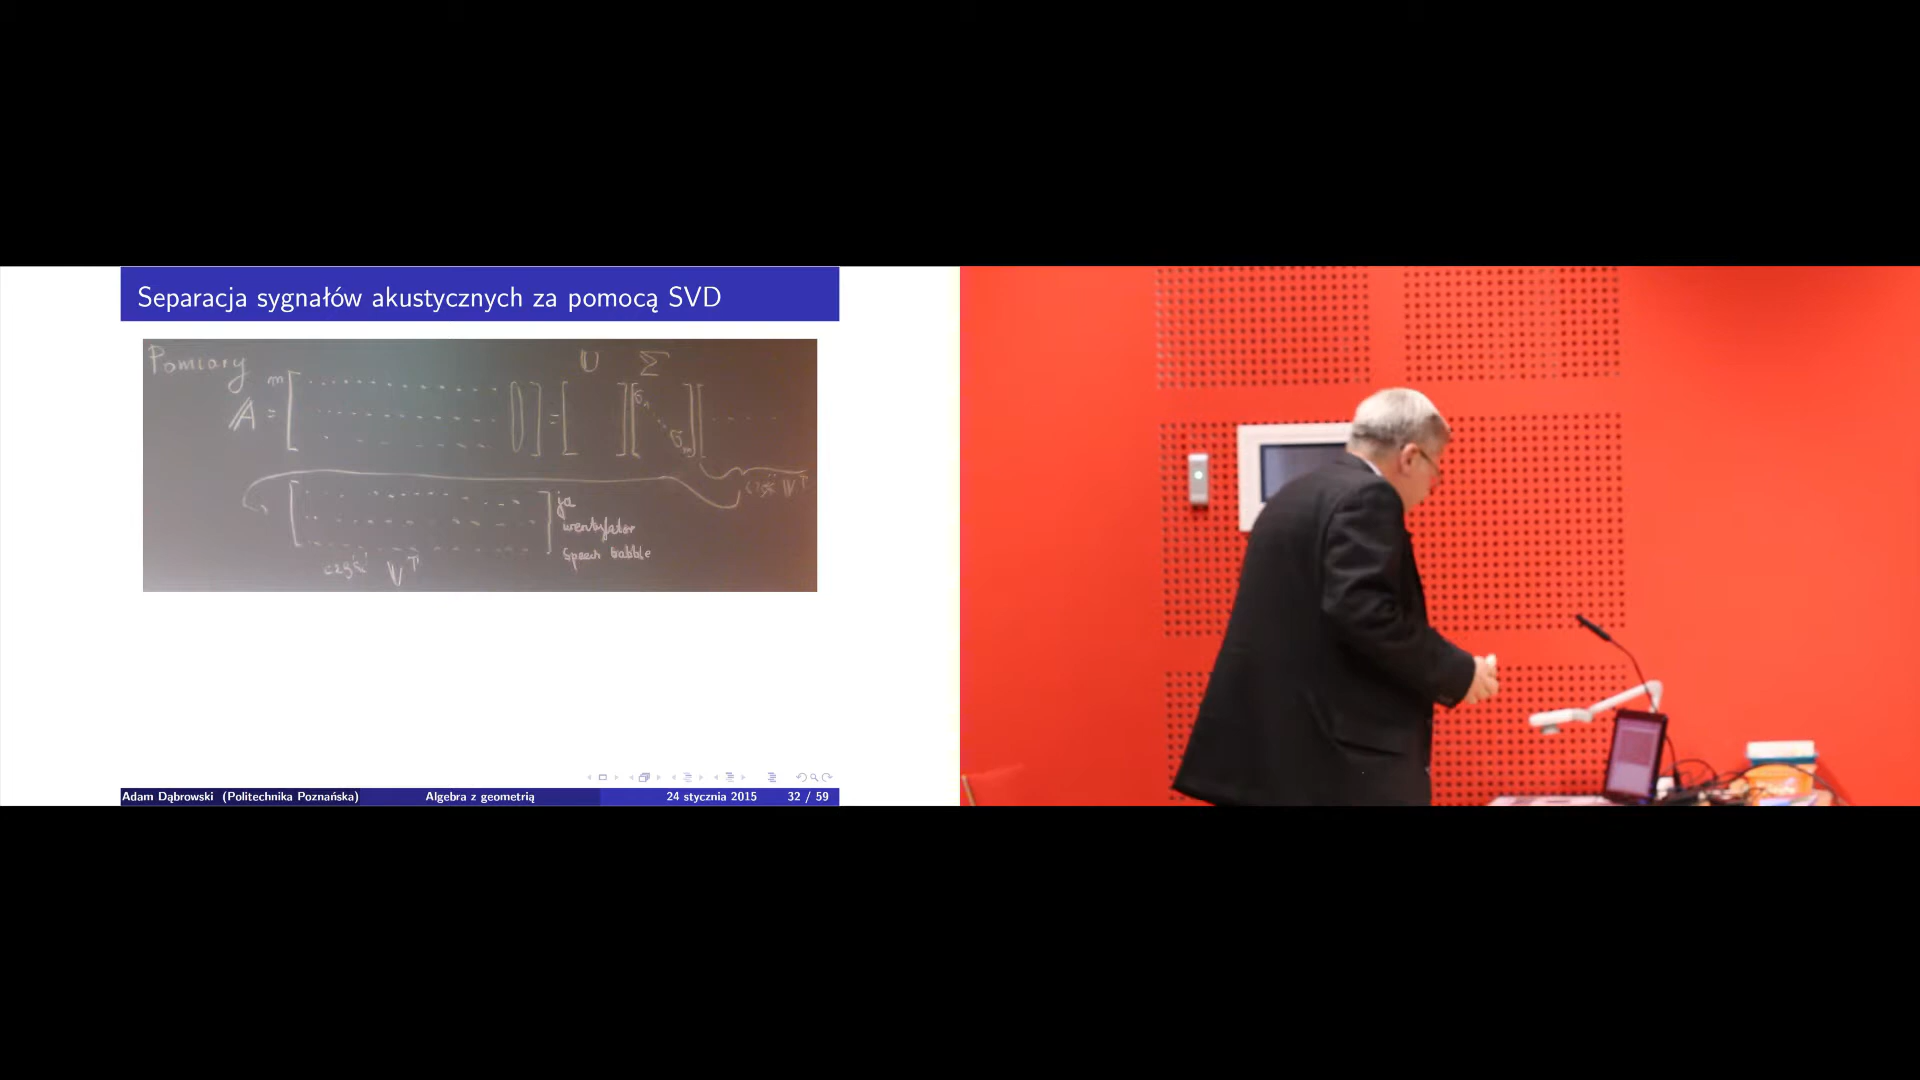 Separacja sygnałów akustycznych za pomocą SVD
Pomiary
U Σ
m
A = =
część V^T
ja
wentylator
Speech babble
część V^T
Adam Dąbrowski (Politechnika Poznańska) Algebra z geometrią 24 stycznia 2015 32 / 59